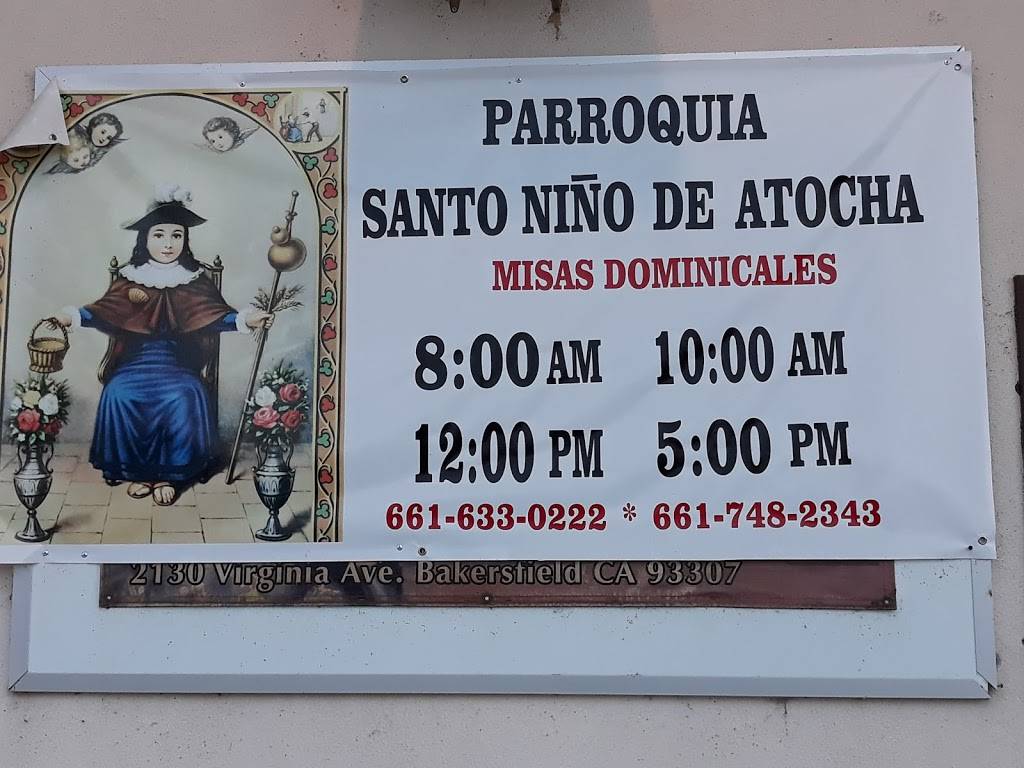 PARROQUIA
SANTO NIÑO DE ATOCHA
MISAS DOMINICALES
8:00 AM 10:00 AM
12:00 PM 5:00 PM
661-633-0222 * 661-748-2343
2130 Virginia Ave. Bakersfield CA 93307